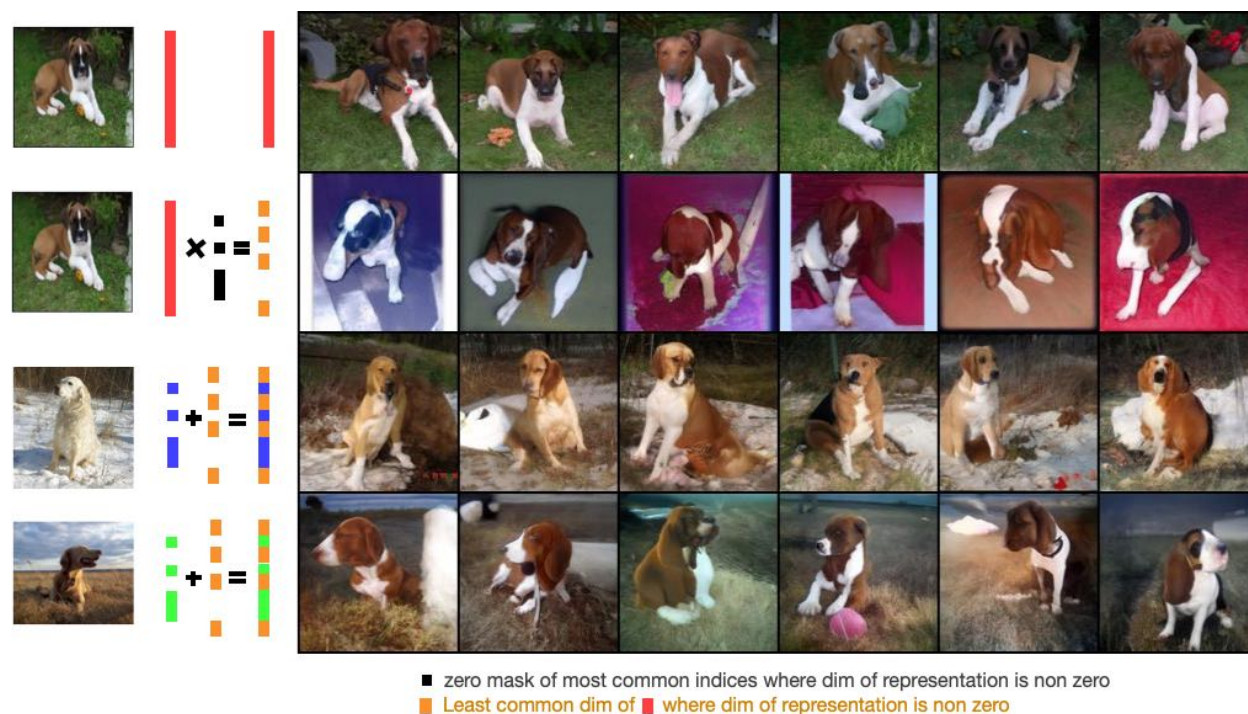 zero mask of most common indices where dim of representation is non zero
Least common dim of where dim of representation is non zero